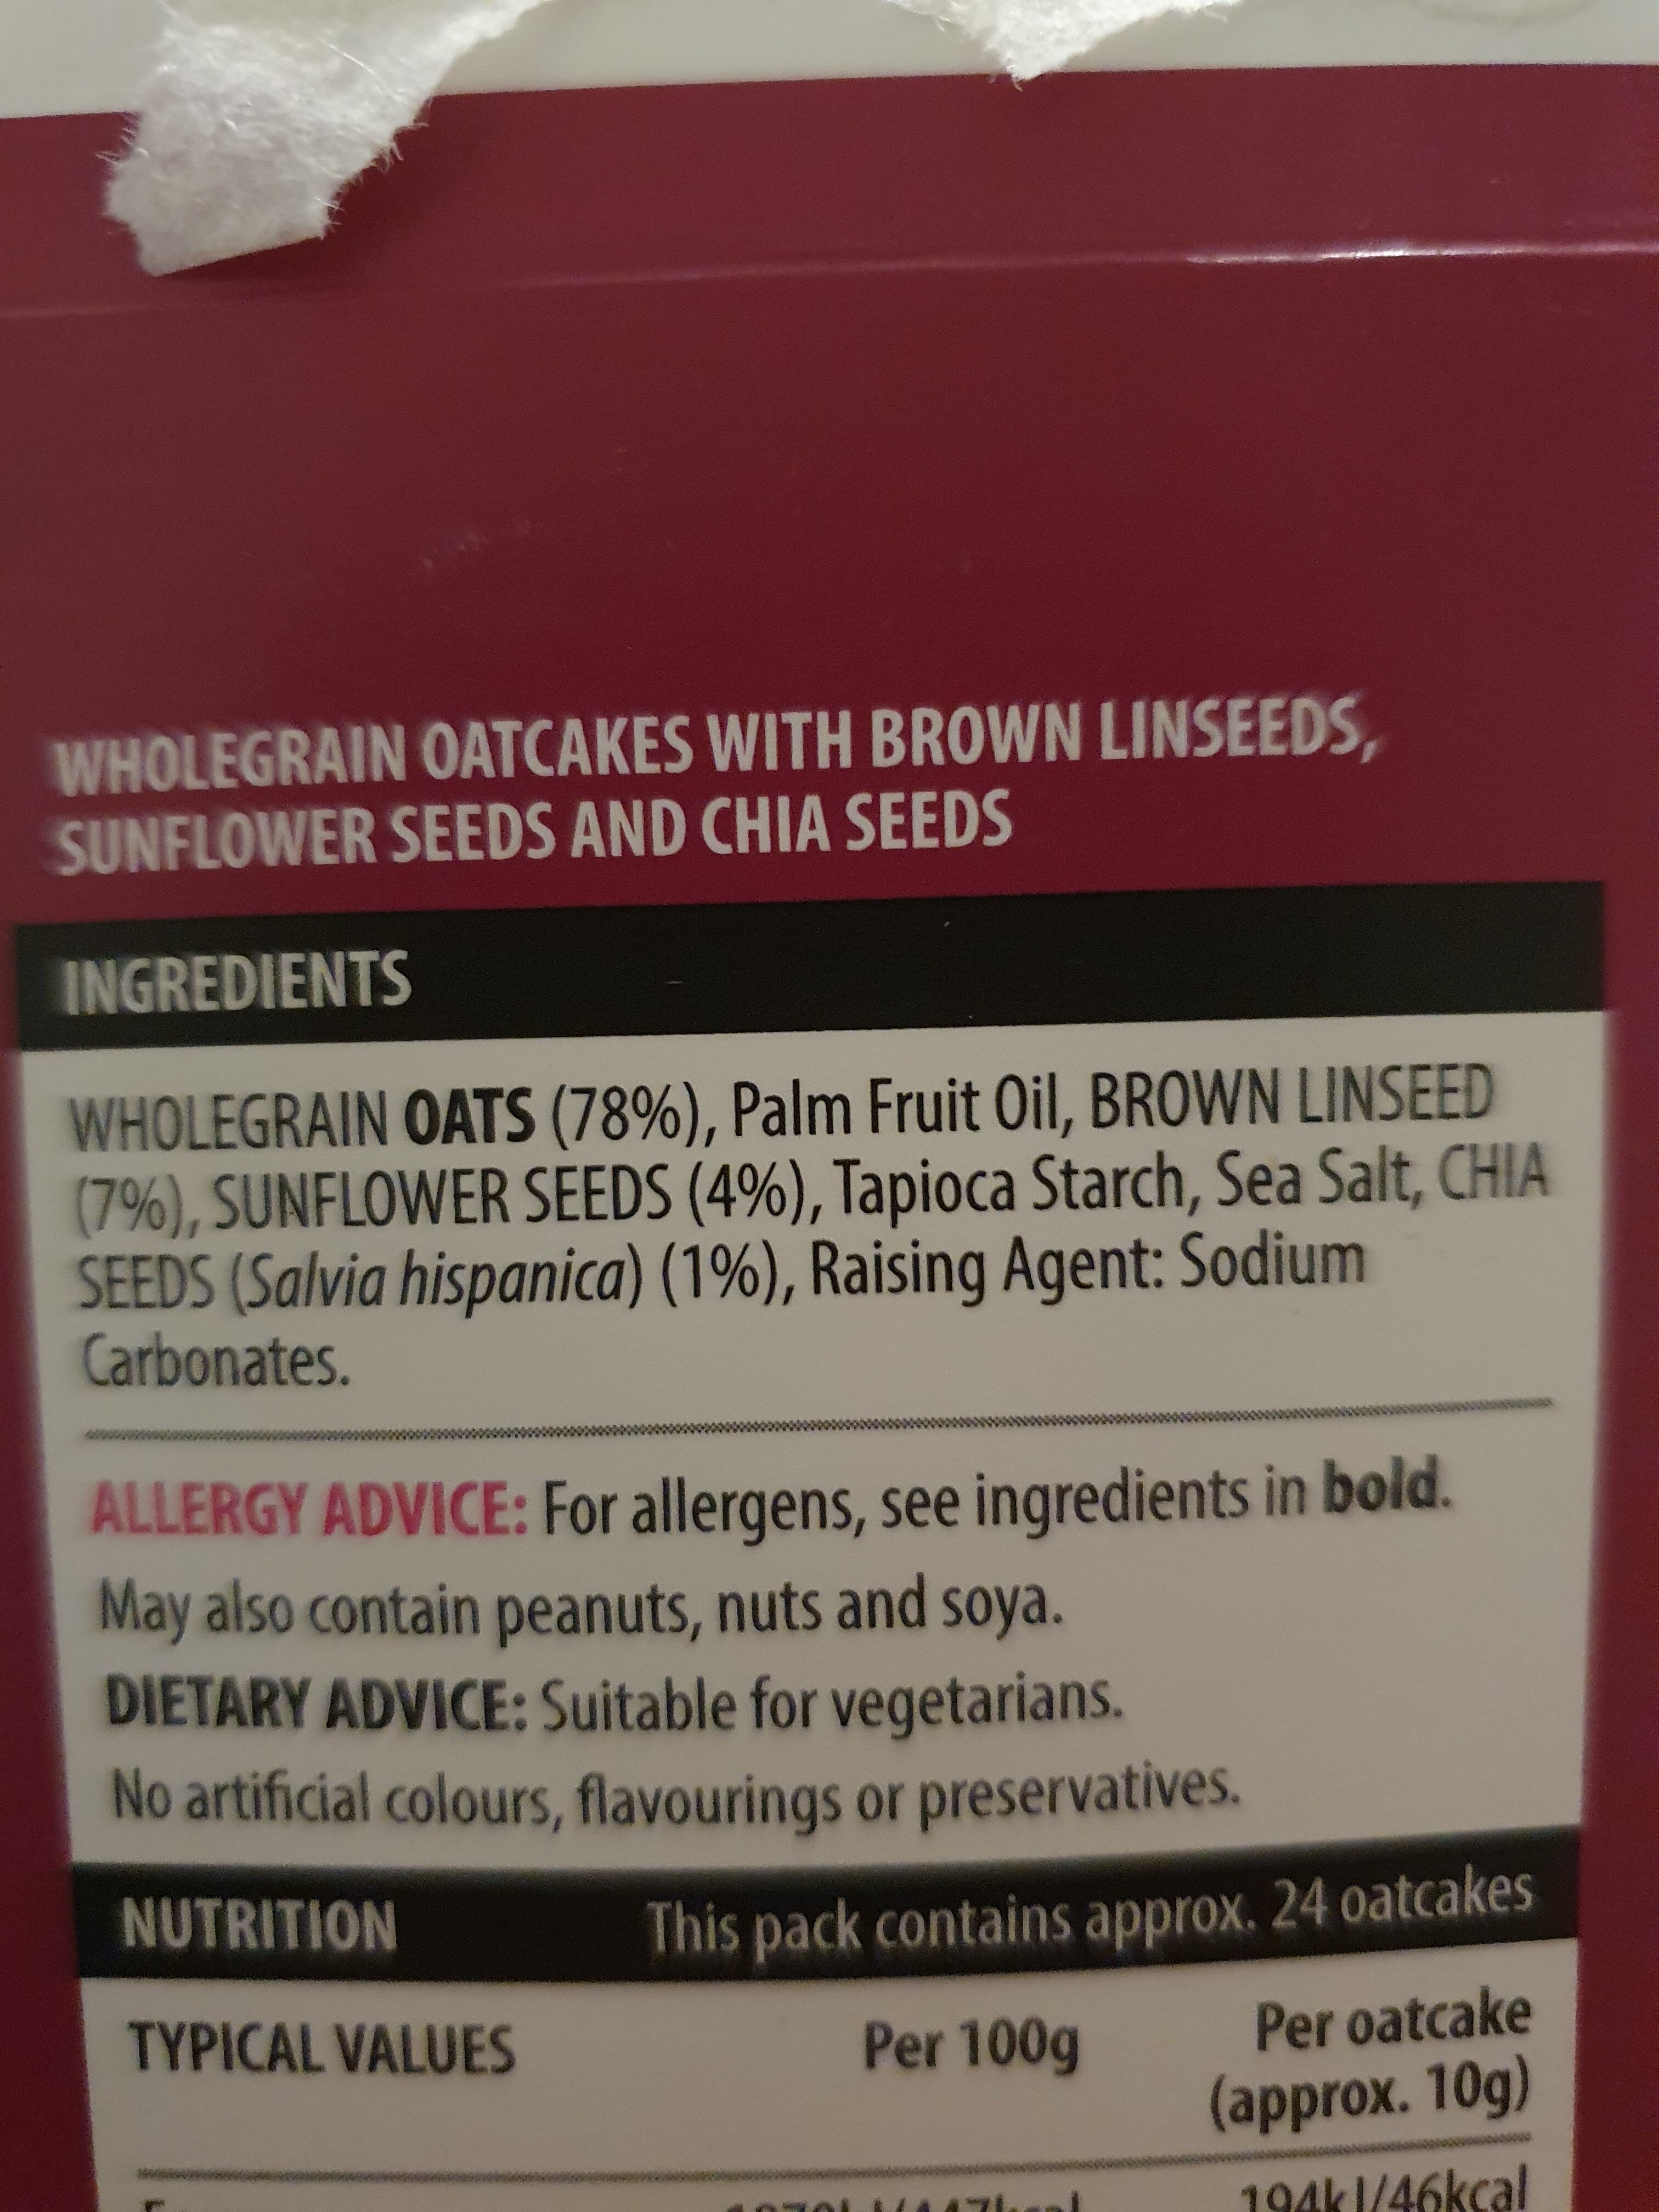 WHOLEGRAIN OATCAKES WITH BROWN LINSEEDS,
SUNFLOWER SEEDS AND CHIA SEEDS
INGREDIENTS
WHOLEGRAIN OATS (78%), Palm Fruit Oil, BROWN LINSEED
(7%), SUNFLOWER SEEDS (4%), Tapioca Starch, Sea Salt, CHIA
SEEDS (Salvia hispanica) (1%), Raising Agent: Sodium
Carbonates.
ALLERGY ADVICE: For allergens, see ingredients in bold.
May also contain peanuts, nuts and soya.
DIETARY ADVICE: Suitable for vegetarians.
No artificial colours, flavourings or preservatives.
NUTRITION This pack contains approx. 24 oatcakes
TYPICAL VALUES Per 100g Per oatcake
(approx. 10g)
194kJ/46kcal